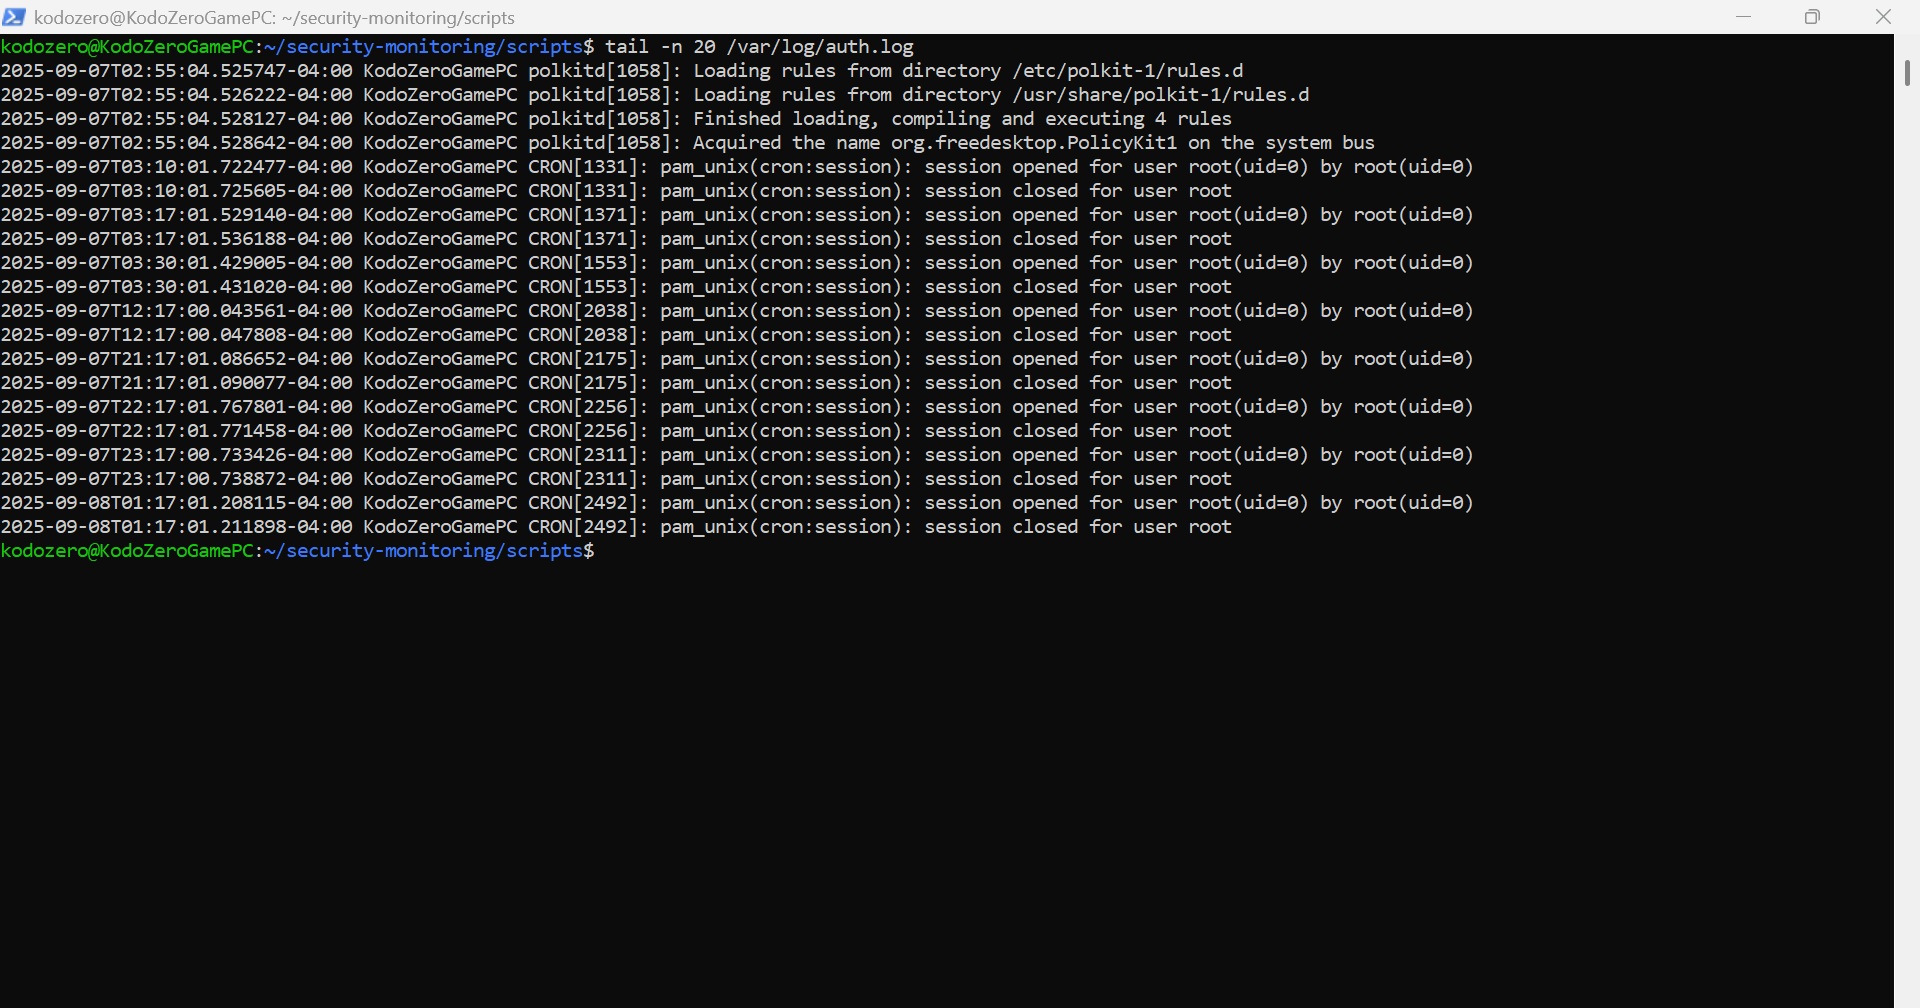 kodozero@KodoZeroGamePC: ~/security-monitoring/scripts
kodozero@KodoZeroGamePC:~/security-monitoring/scripts$ tail -n 20 /var/log/auth.log
2025-09-07T02:55:04.525747-04:00 KodoZeroGamePC polkitd[1058]: Loading rules from directory /etc/polkit-1/rules.d
2025-09-07T02:55:04.526222-04:00 KodoZeroGamePC polkitd[1058]: Loading rules from directory /usr/share/polkit-1/rules.d
2025-09-07T02:55:04.528127-04:00 KodoZeroGamePC polkitd[1058]: Finished loading, compiling and executing 4 rules
2025-09-07T02:55:04.528642-04:00 KodoZeroGamePC polkitd[1058]: Acquired the name org.freedesktop.PolicyKit1 on the system bus
2025-09-07T03:10:01.722477-04:00 KodoZeroGamePC CRON[1331]: pam_unix(cron:session): session opened for user root(uid=0) by root(uid=0)
2025-09-07T03:10:01.725605-04:00 KodoZeroGamePC CRON[1331]: pam_unix(cron:session): session closed for user root
2025-09-07T03:17:01.529140-04:00 KodoZeroGamePC CRON[1371]: pam_unix(cron:session): session opened for user root(uid=0) by root(uid=0)
2025-09-07T03:17:01.536188-04:00 KodoZeroGamePC CRON[1371]: pam_unix(cron:session): session closed for user root
2025-09-07T03:30:01.429005-04:00 KodoZeroGamePC CRON[1553]: pam_unix(cron:session): session opened for user root(uid=0) by root(uid=0)
2025-09-07T03:30:01.431020-04:00 KodoZeroGamePC CRON[1553]: pam_unix(cron:session): session closed for user root
2025-09-07T12:17:00.043561-04:00 KodoZeroGamePC CRON[2038]: pam_unix(cron:session): session opened for user root(uid=0) by root(uid=0)
2025-09-07T12:17:00.047808-04:00 KodoZeroGamePC CRON[2038]: pam_unix(cron:session): session closed for user root
2025-09-07T21:17:01.086652-04:00 KodoZeroGamePC CRON[2175]: pam_unix(cron:session): session opened for user root(uid=0) by root(uid=0)
2025-09-07T21:17:01.090077-04:00 KodoZeroGamePC CRON[2175]: pam_unix(cron:session): session closed for user root
2025-09-07T22:17:01.767801-04:00 KodoZeroGamePC CRON[2256]: pam_unix(cron:session): session opened for user root(uid=0) by root(uid=0)
2025-09-07T22:17:01.771458-04:00 KodoZeroGamePC CRON[2256]: pam_unix(cron:session): session closed for user root
2025-09-07T23:17:00.733426-04:00 KodoZeroGamePC CRON[2311]: pam_unix(cron:session): session opened for user root(uid=0) by root(uid=0)
2025-09-07T23:17:00.738872-04:00 KodoZeroGamePC CRON[2311]: pam_unix(cron:session): session closed for user root
2025-09-08T01:17:01.208115-04:00 KodoZeroGamePC CRON[2492]: pam_unix(cron:session): session opened for user root(uid=0) by root(uid=0)
2025-09-08T01:17:01.211898-04:00 KodoZeroGamePC CRON[2492]: pam_unix(cron:session): session closed for user root
kodozero@KodoZeroGamePC:~/security-monitoring/scripts$